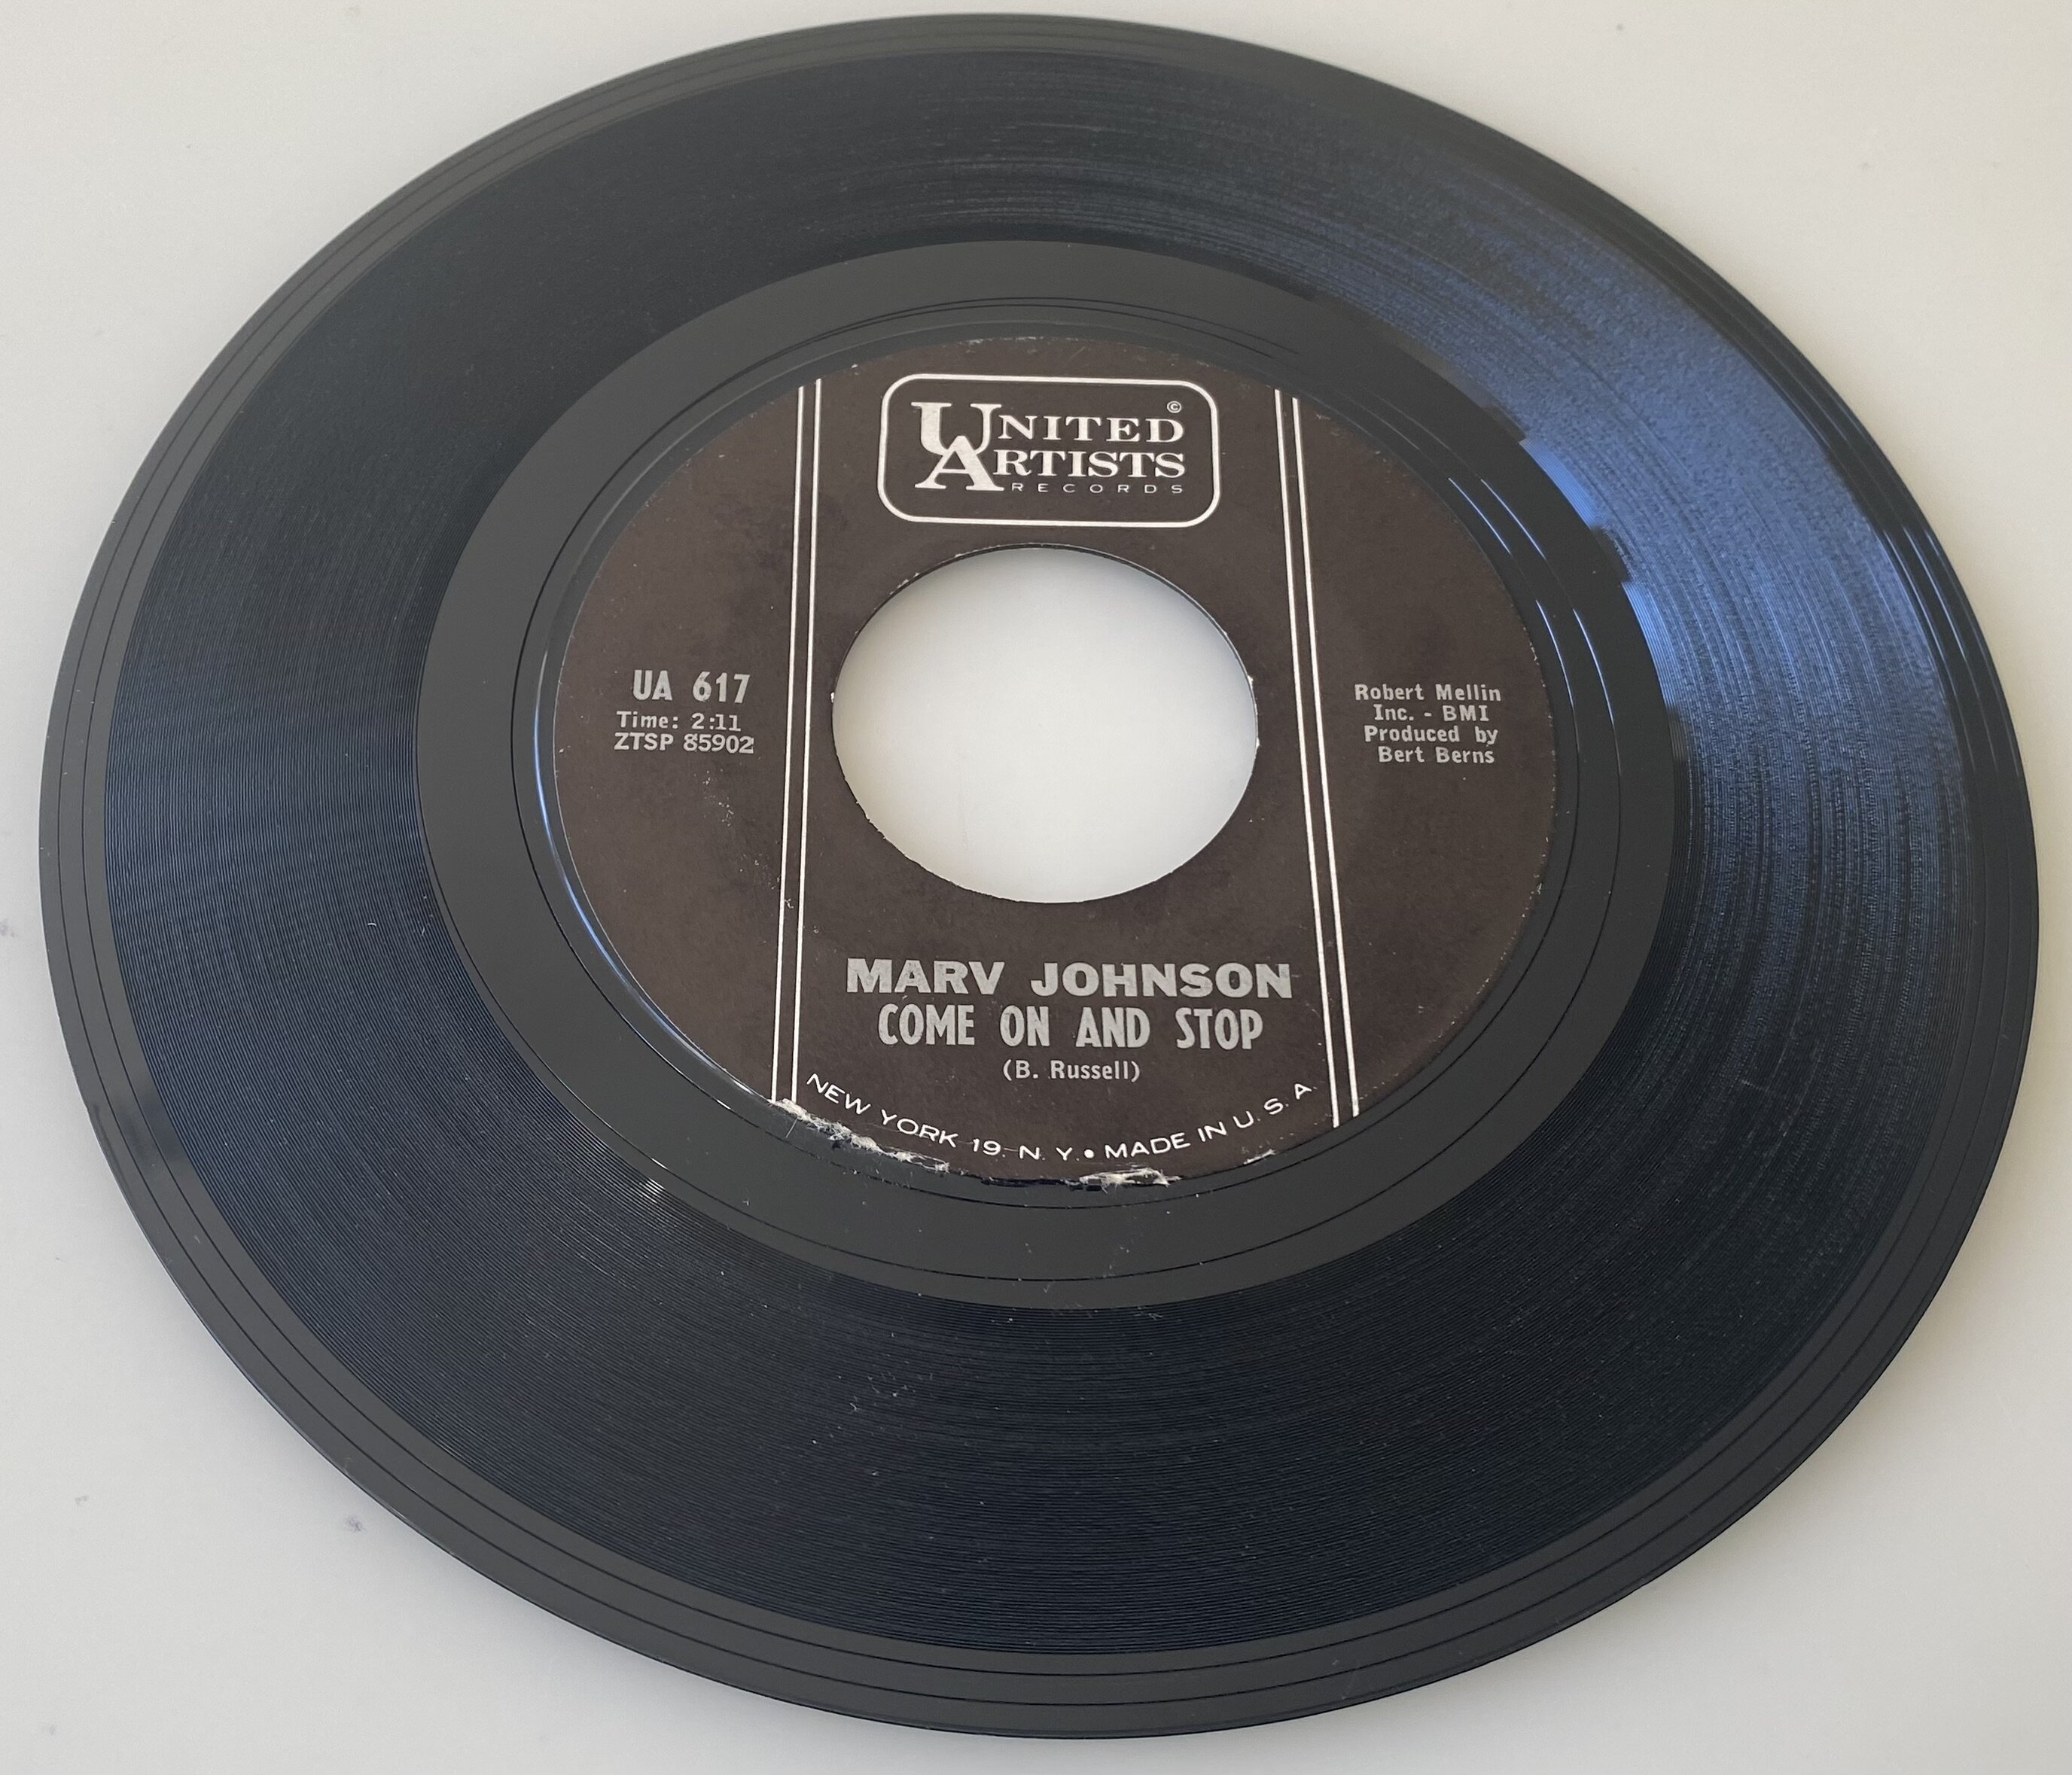 UNITED ©
ARTISTS
RECORDS
UA 617
Time: 2:11
ZTSP 85902
Robert Mellin
Inc. - BMI
Produced by
Bert Berns
MARV JOHNSON
COME ON AND STOP
(B. Russell)
NEW YORK 19. N. Y. • MADE IN U. S. A.